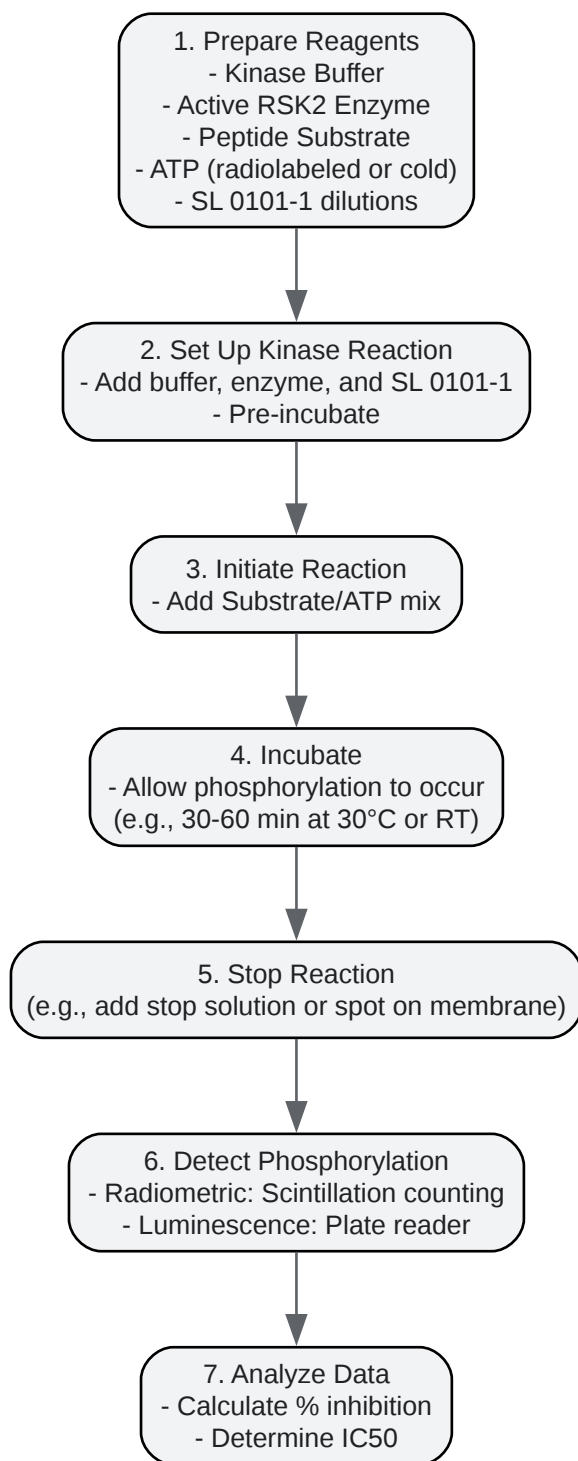 1. Prepare Reagents
- Kinase Buffer
- Active RSK2 Enzyme
- Peptide Substrate
- ATP (radiolabeled or cold)
- SL 0101-1 dilutions
2. Set Up Kinase Reaction
- Add buffer, enzyme, and SL 0101-1
- Pre-incubate
3. Initiate Reaction
- Add Substrate/ATP mix
4. Incubate
- Allow phosphorylation to occur
(e.g., 30-60 min at 30°C or RT)
5. Stop Reaction
(e.g., add stop solution or spot on membrane)
6. Detect Phosphorylation
- Radiometric: Scintillation counting
- Luminescence: Plate reader
7. Analyze Data
- Calculate % inhibition
- Determine IC50